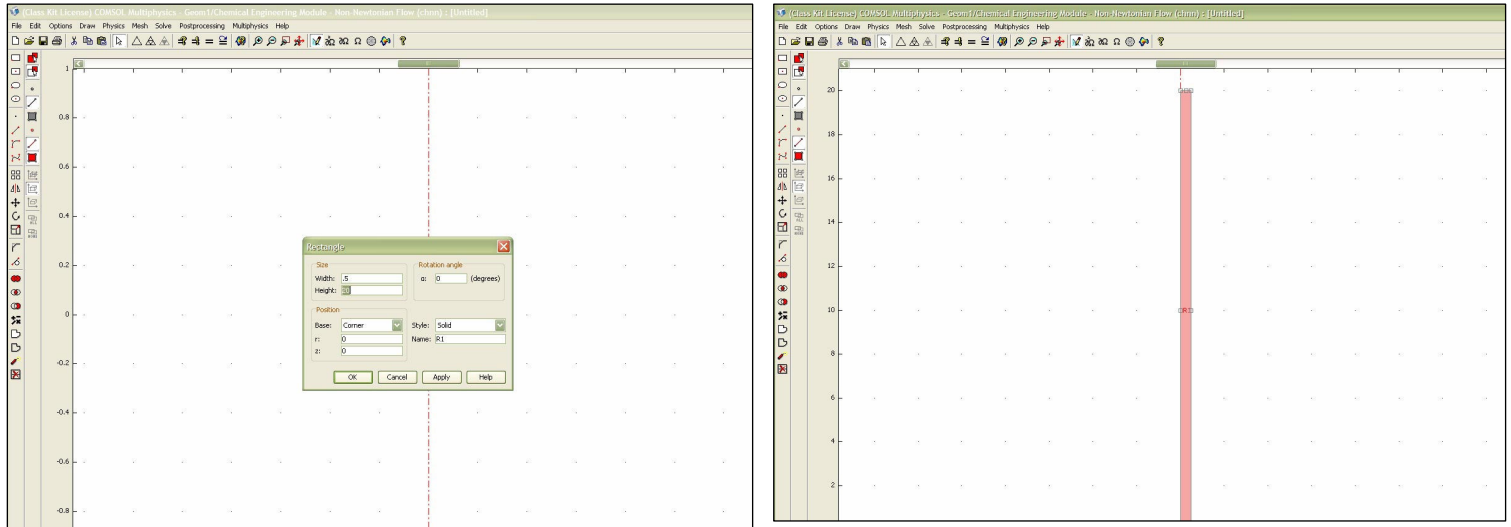 (Class Kit License) COMSOL Multiphysics - Geom1/Chemical Engineering Module - Non-Newtonian Flow (chnn) : [Untitled]
File Edit Options Draw Physics Mesh Solve Postprocessing Multiphysics Help
1
0.8
0.6
0.4
0.2
0
-0.2
-0.4
-0.6
-0.8
Rectangle
Size
Width: .5
Height: 20
Rotation angle
α: 0 (degrees)
Position
Base: Corner
r: 0
z: 0
Style: Solid
Name: R1
OK Cancel Apply Help
(Class Kit License) COMSOL Multiphysics - Geom1/Chemical Engineering Module - Non-Newtonian Flow (chnn) : [Untitled]
File Edit Options Draw Physics Mesh Solve Postprocessing Multiphysics Help
20
18
16
14
12
10
8
6
4
2
R1